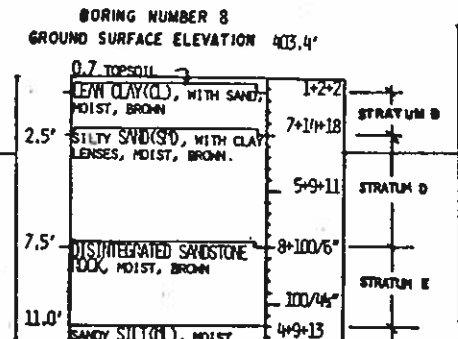 BORING NUMBER 8
GROUND SURFACE ELEVATION 403.4'
0.7 TOPSOIL
LEAN CLAY(CL), WITH SAND, 1+2+2
MOIST, BROWN
STRATUM B
2.5' 7+14+18
SILTY SAND(SM), WITH CLAY
LENSES, MOIST, BROWN.
5+9+11 STRATUM D
7.5' 8+100/6"
DISINTEGRATED SANDSTONE
ROCK, MOIST, BROWN
STRATUM E
100/4½"
11.0' 4+9+13
SANDY SILT(ML), MOIST